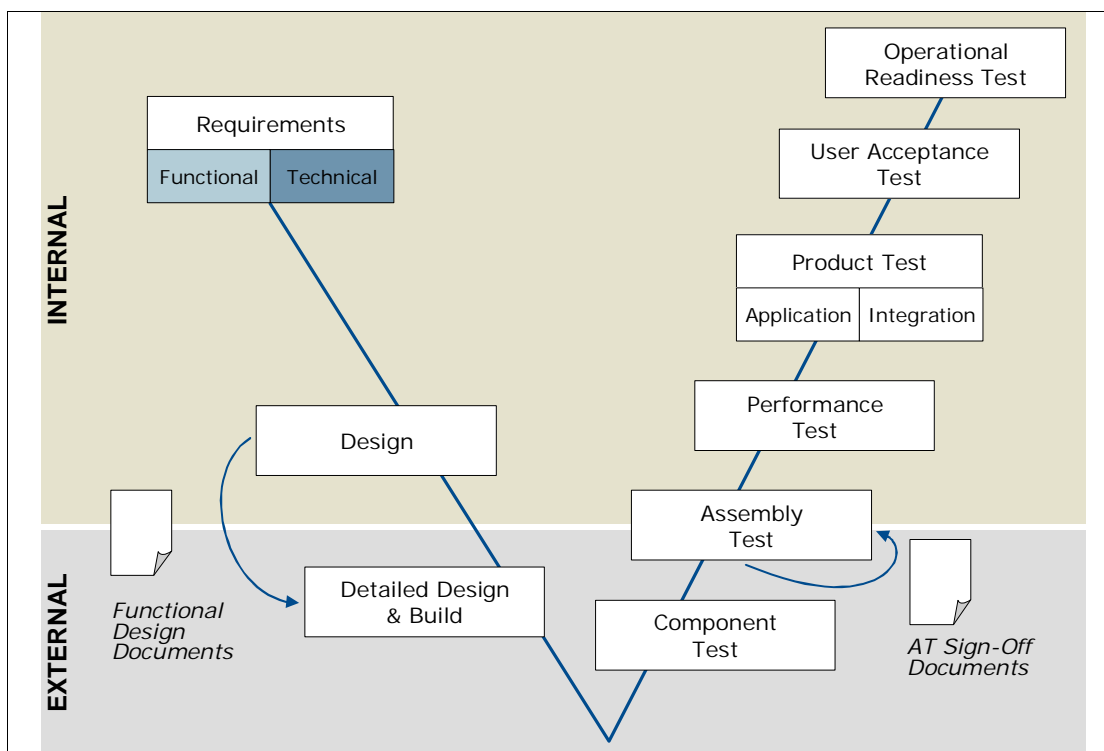 INTERNAL
Requirements
Functional
Technical
Operational
Readiness Test
User Acceptance
Test
Product Test
Application
Integration
Performance
Test
Design
Assembly
Test
EXTERNAL
Functional
Design
Documents
Detailed Design
& Build
Component
Test
AT Sign-Off
Documents